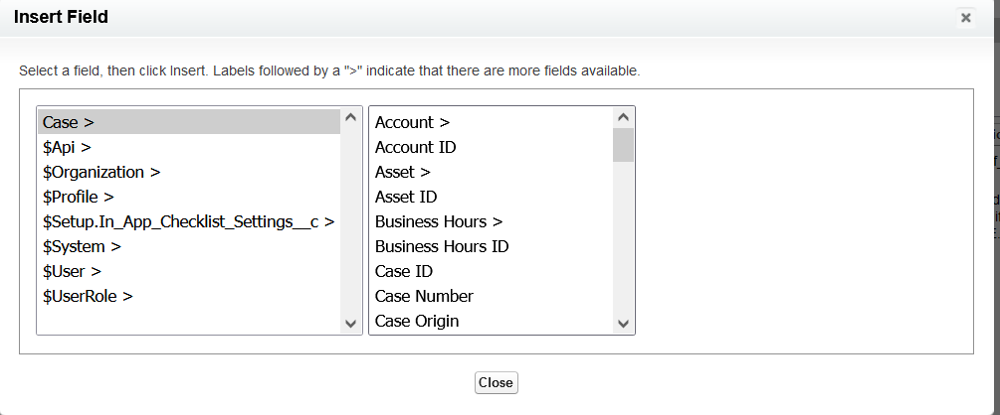 Insert Field
Select a field, then click Insert. Labels followed by a ">" indicate that there are more fields available.
Case >
$Api >
$Organization >
$Profile >
$Setup.In_App_Checklist_Settings__c >
$System >
$User >
$UserRole >
Account >
Account ID
Asset >
Asset ID
Business Hours >
Business Hours ID
Case ID
Case Number
Case Origin
Close